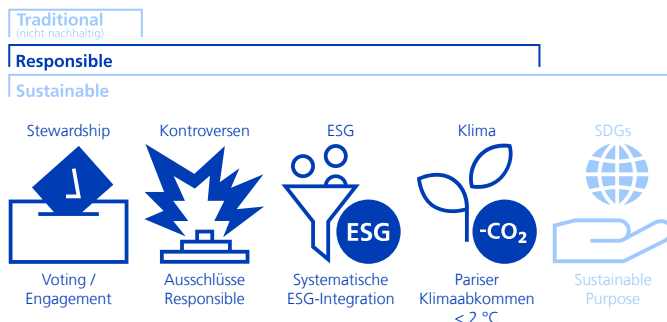 Traditional
(nicht nachhaltig)
Responsible
Sustainable
Stewardship
Kontroversen
ESG
Klima
SDGs
ESG
-CO₂
Voting /
Engagement
Ausschlüsse
Responsible
Systematische
ESG-Integration
Pariser
Klimaabkommen
< 2 °C
Sustainable
Purpose